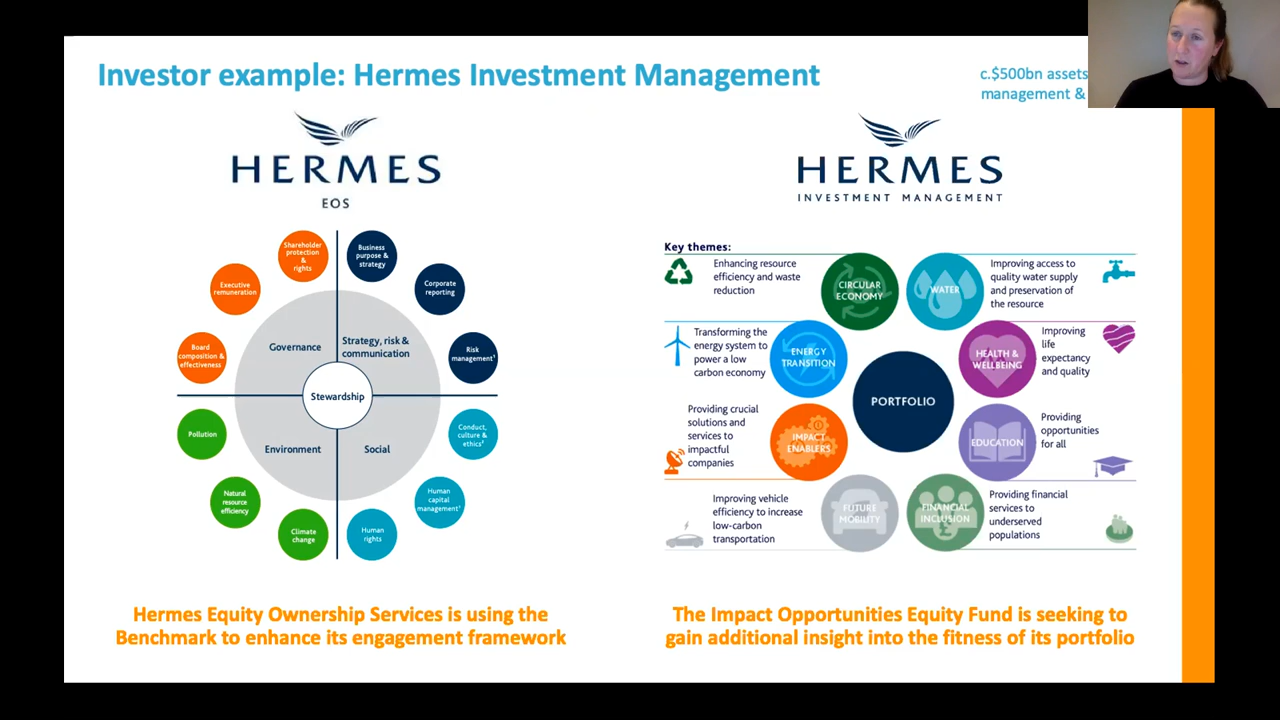 Investor example: Hermes Investment Management
c.$500bn assets
management &
HERMES
EOS
Shareholder
protection
&
rights
Business
purpose &
strategy
Executive
remuneration
Corporate
reporting
Board
composition &
effectiveness
Risk
management¹
Governance
Strategy, risk &
communication
Stewardship
Environment
Social
Pollution
Conduct,
culture &
ethics²
Natural
resource
efficiency
Human
capital
management²
Climate
change
Human
rights
Hermes Equity Ownership Services is using the
Benchmark to enhance its engagement framework
HERMES
INVESTMENT MANAGEMENT
Key themes:
Enhancing resource
efficiency and waste
reduction
CIRCULAR
ECONOMY
WATER
Improving access to
quality water supply
and preservation of
the resource
Transforming the
energy system to
power a low
carbon economy
ENERGY
TRANSITION
HEALTH &
WELLBEING
Improving
life
expectancy
and quality
PORTFOLIO
Providing crucial
solutions and
services to
impactful
companies
IMPACT
ENABLERS
EDUCATION
Providing
opportunities
for all
Improving vehicle
efficiency to increase
low-carbon
transportation
FUTURE
MOBILITY
FINANCIAL
INCLUSION
Providing financial
services to
underserved
populations
The Impact Opportunities Equity Fund is seeking to
gain additional insight into the fitness of its portfolio